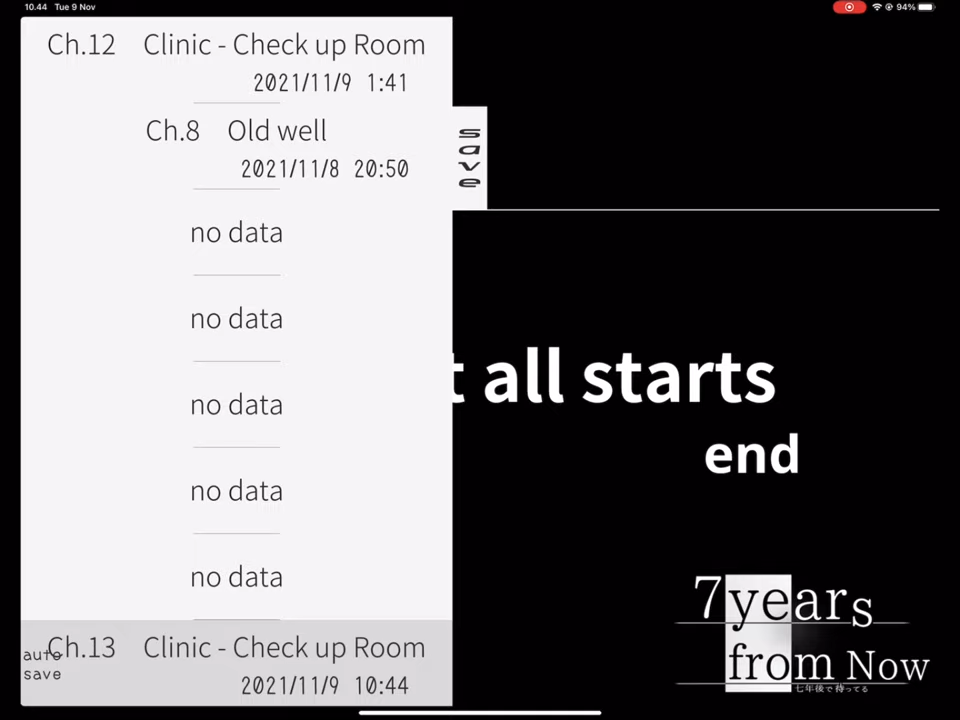 10.44 Tue 9 Nov
94%
Ch.12 Clinic - Check up Room
2021/11/9 1:41
Ch.8 Old well
2021/11/8 20:50
save
no data
no data
no data
no data
no data
t all starts
end
auto save
Ch.13 Clinic - Check up Room
2021/11/9 10:44
7years
from Now
七年後で待ってる